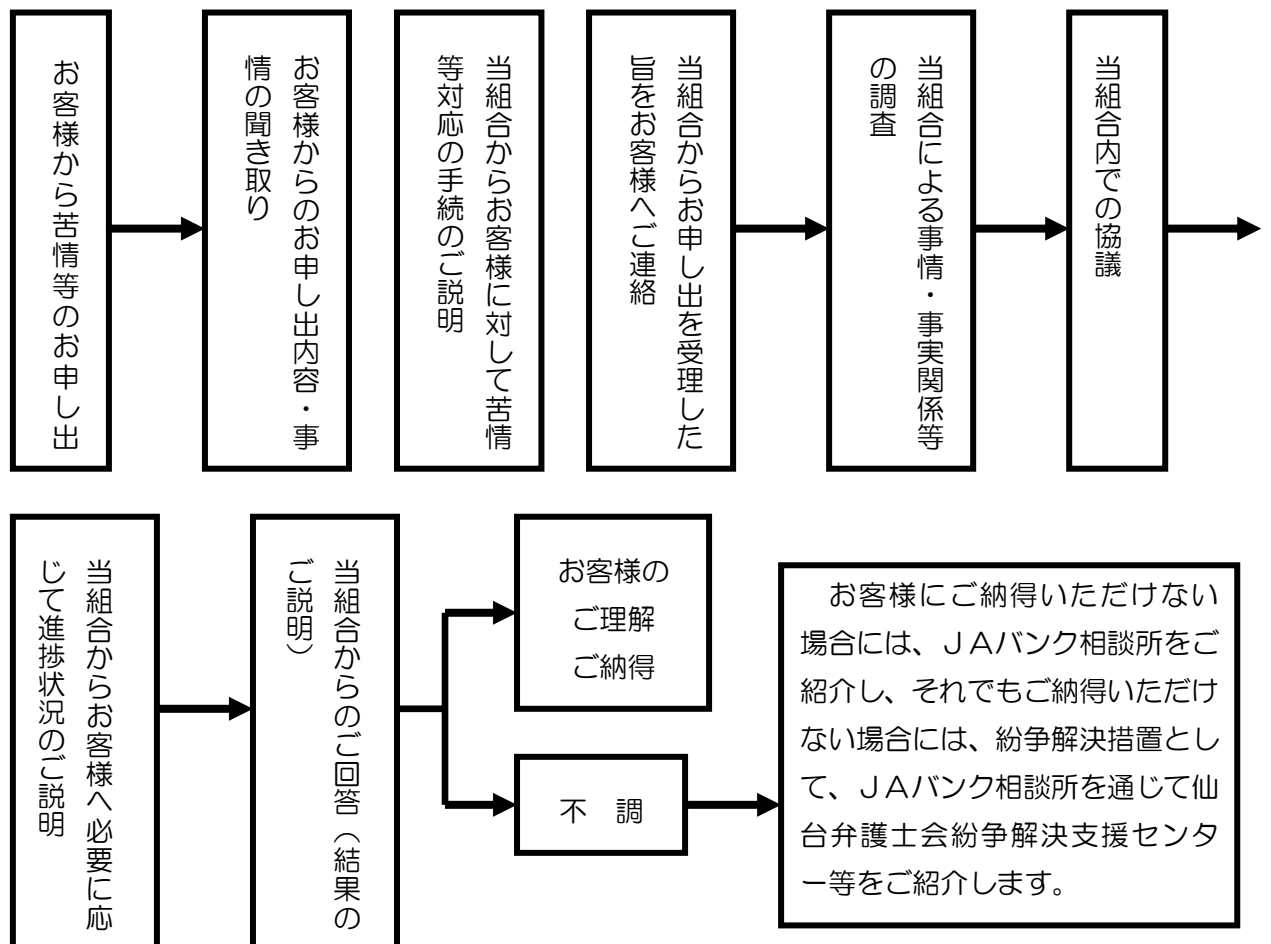 お客様から苦情等のお申し出
お客様からのお申し出内容・事
情の聞き取り
当組合からお客様に対して苦情
等対応の手続のご説明
当組合からお申し出を受理した
旨をお客様へご連絡
当組合による事情・事実関係等
の調査
当組合内での協議
当組合からお客様へ必要に応
じて進捗状況のご説明
当組合からのご回答（結果の
ご説明）
お客様の
ご理解
ご納得
不　調
　お客様にご納得いただけない
場合には、ＪＡバンク相談所をご
紹介し、それでもご納得いただけ
ない場合には、紛争解決措置とし
て、ＪＡバンク相談所を通じて仙
台弁護士会紛争解決支援センタ
ー等をご紹介します。